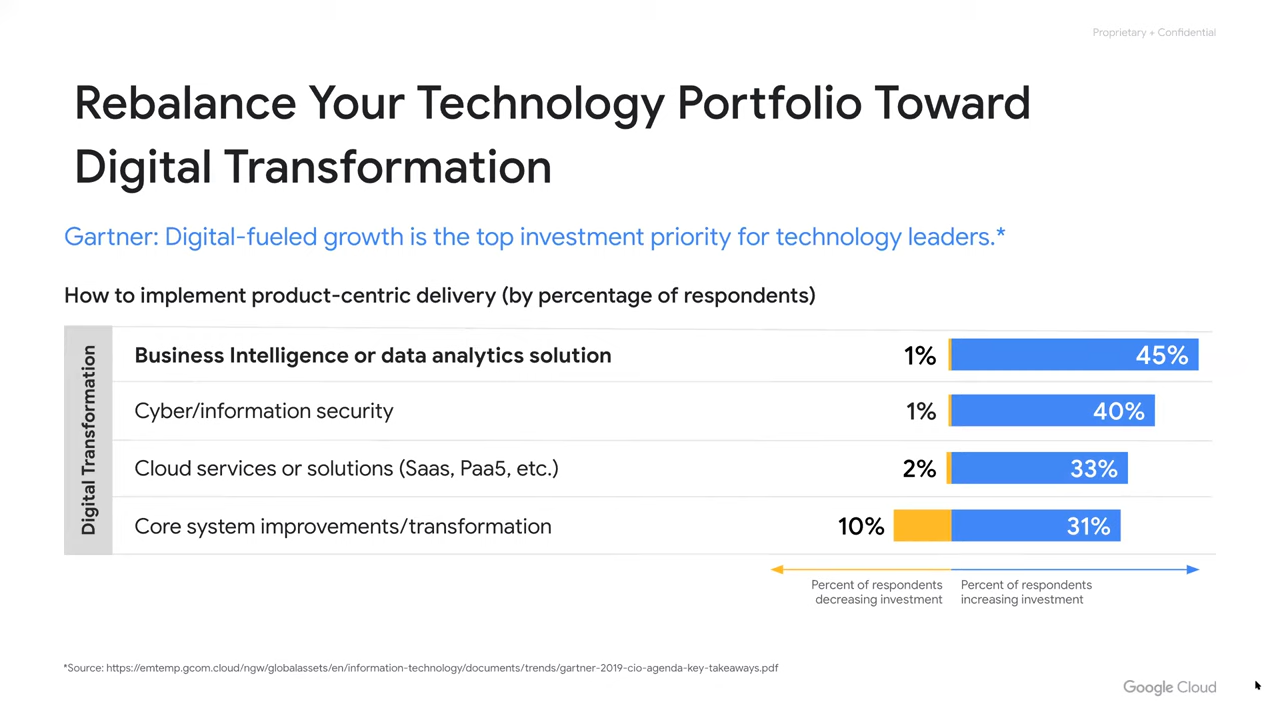 Proprietary + Confidential
Rebalance Your Technology Portfolio Toward
Digital Transformation
Gartner: Digital-fueled growth is the top investment priority for technology leaders.*
How to implement product-centric delivery (by percentage of respondents)
Digital Transformation
Business Intelligence or data analytics solution
1%
45%
Cyber/information security
1%
40%
Cloud services or solutions (Saas, Paa5, etc.)
2%
33%
Core system improvements/transformation
10%
31%
Percent of respondents
decreasing investment
Percent of respondents
increasing investment
*Source: https://emtemp.gcom.cloud/ngw/globalassets/en/information-technology/documents/trends/gartner-2019-cio-agenda-key-takeaways.pdf
Google Cloud